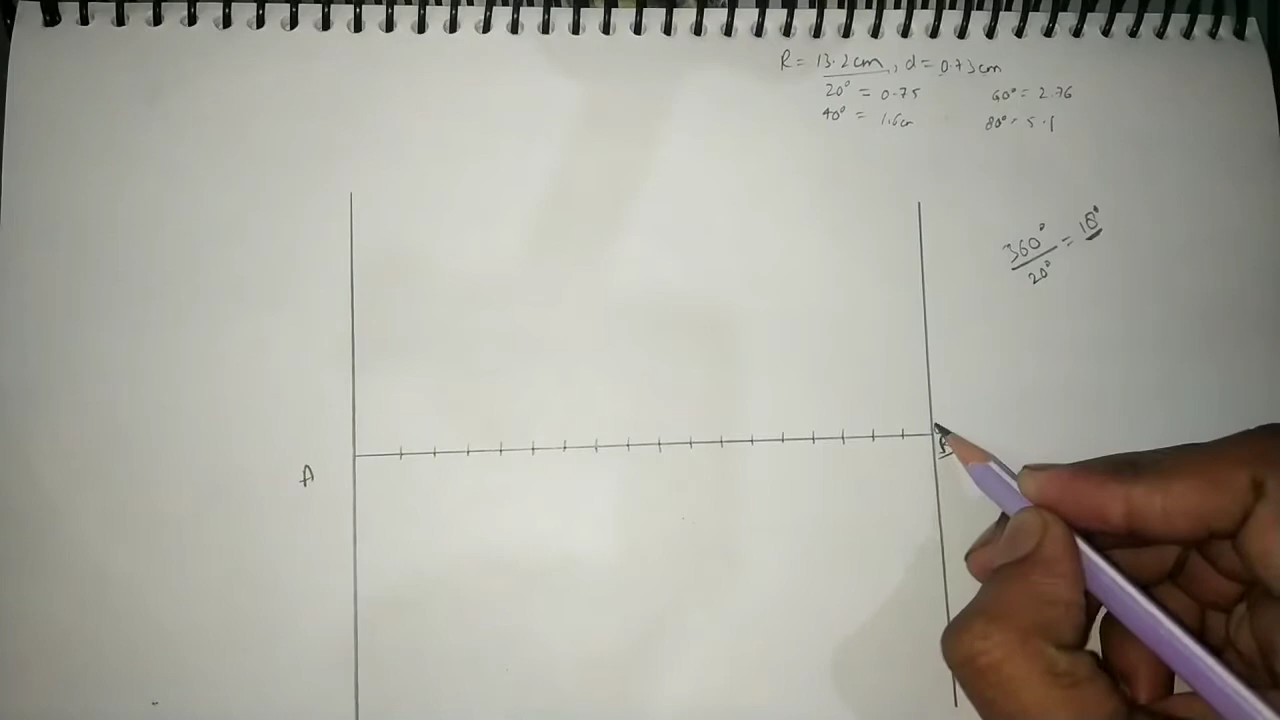 R = 13.2cm, d = 0.73cm
20° = 0.75 60° = 2.76
40° = 1.6cm 80° = 5.1
360°/20° = 18°
A